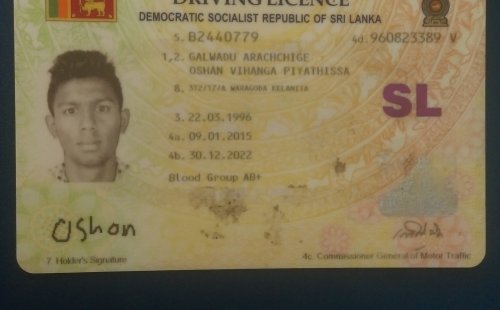 DRIVING LICENCE
DEMOCRATIC SOCIALIST REPUBLIC OF SRI LANKA
5. B2440779 4d. 960823389 V
1,2. GALWADU ARACHCHIGE
OSHAN VIHANGA PIYATHISSA
8. 312/17/A WARAGODA KELANIYA
SL
3. 22.03.1996
4a. 09.01.2015
4b. 30.12.2022
Blood Group AB+
Oshan
7. Holder's Signature 4c. Commissioner General of Motor Traffic